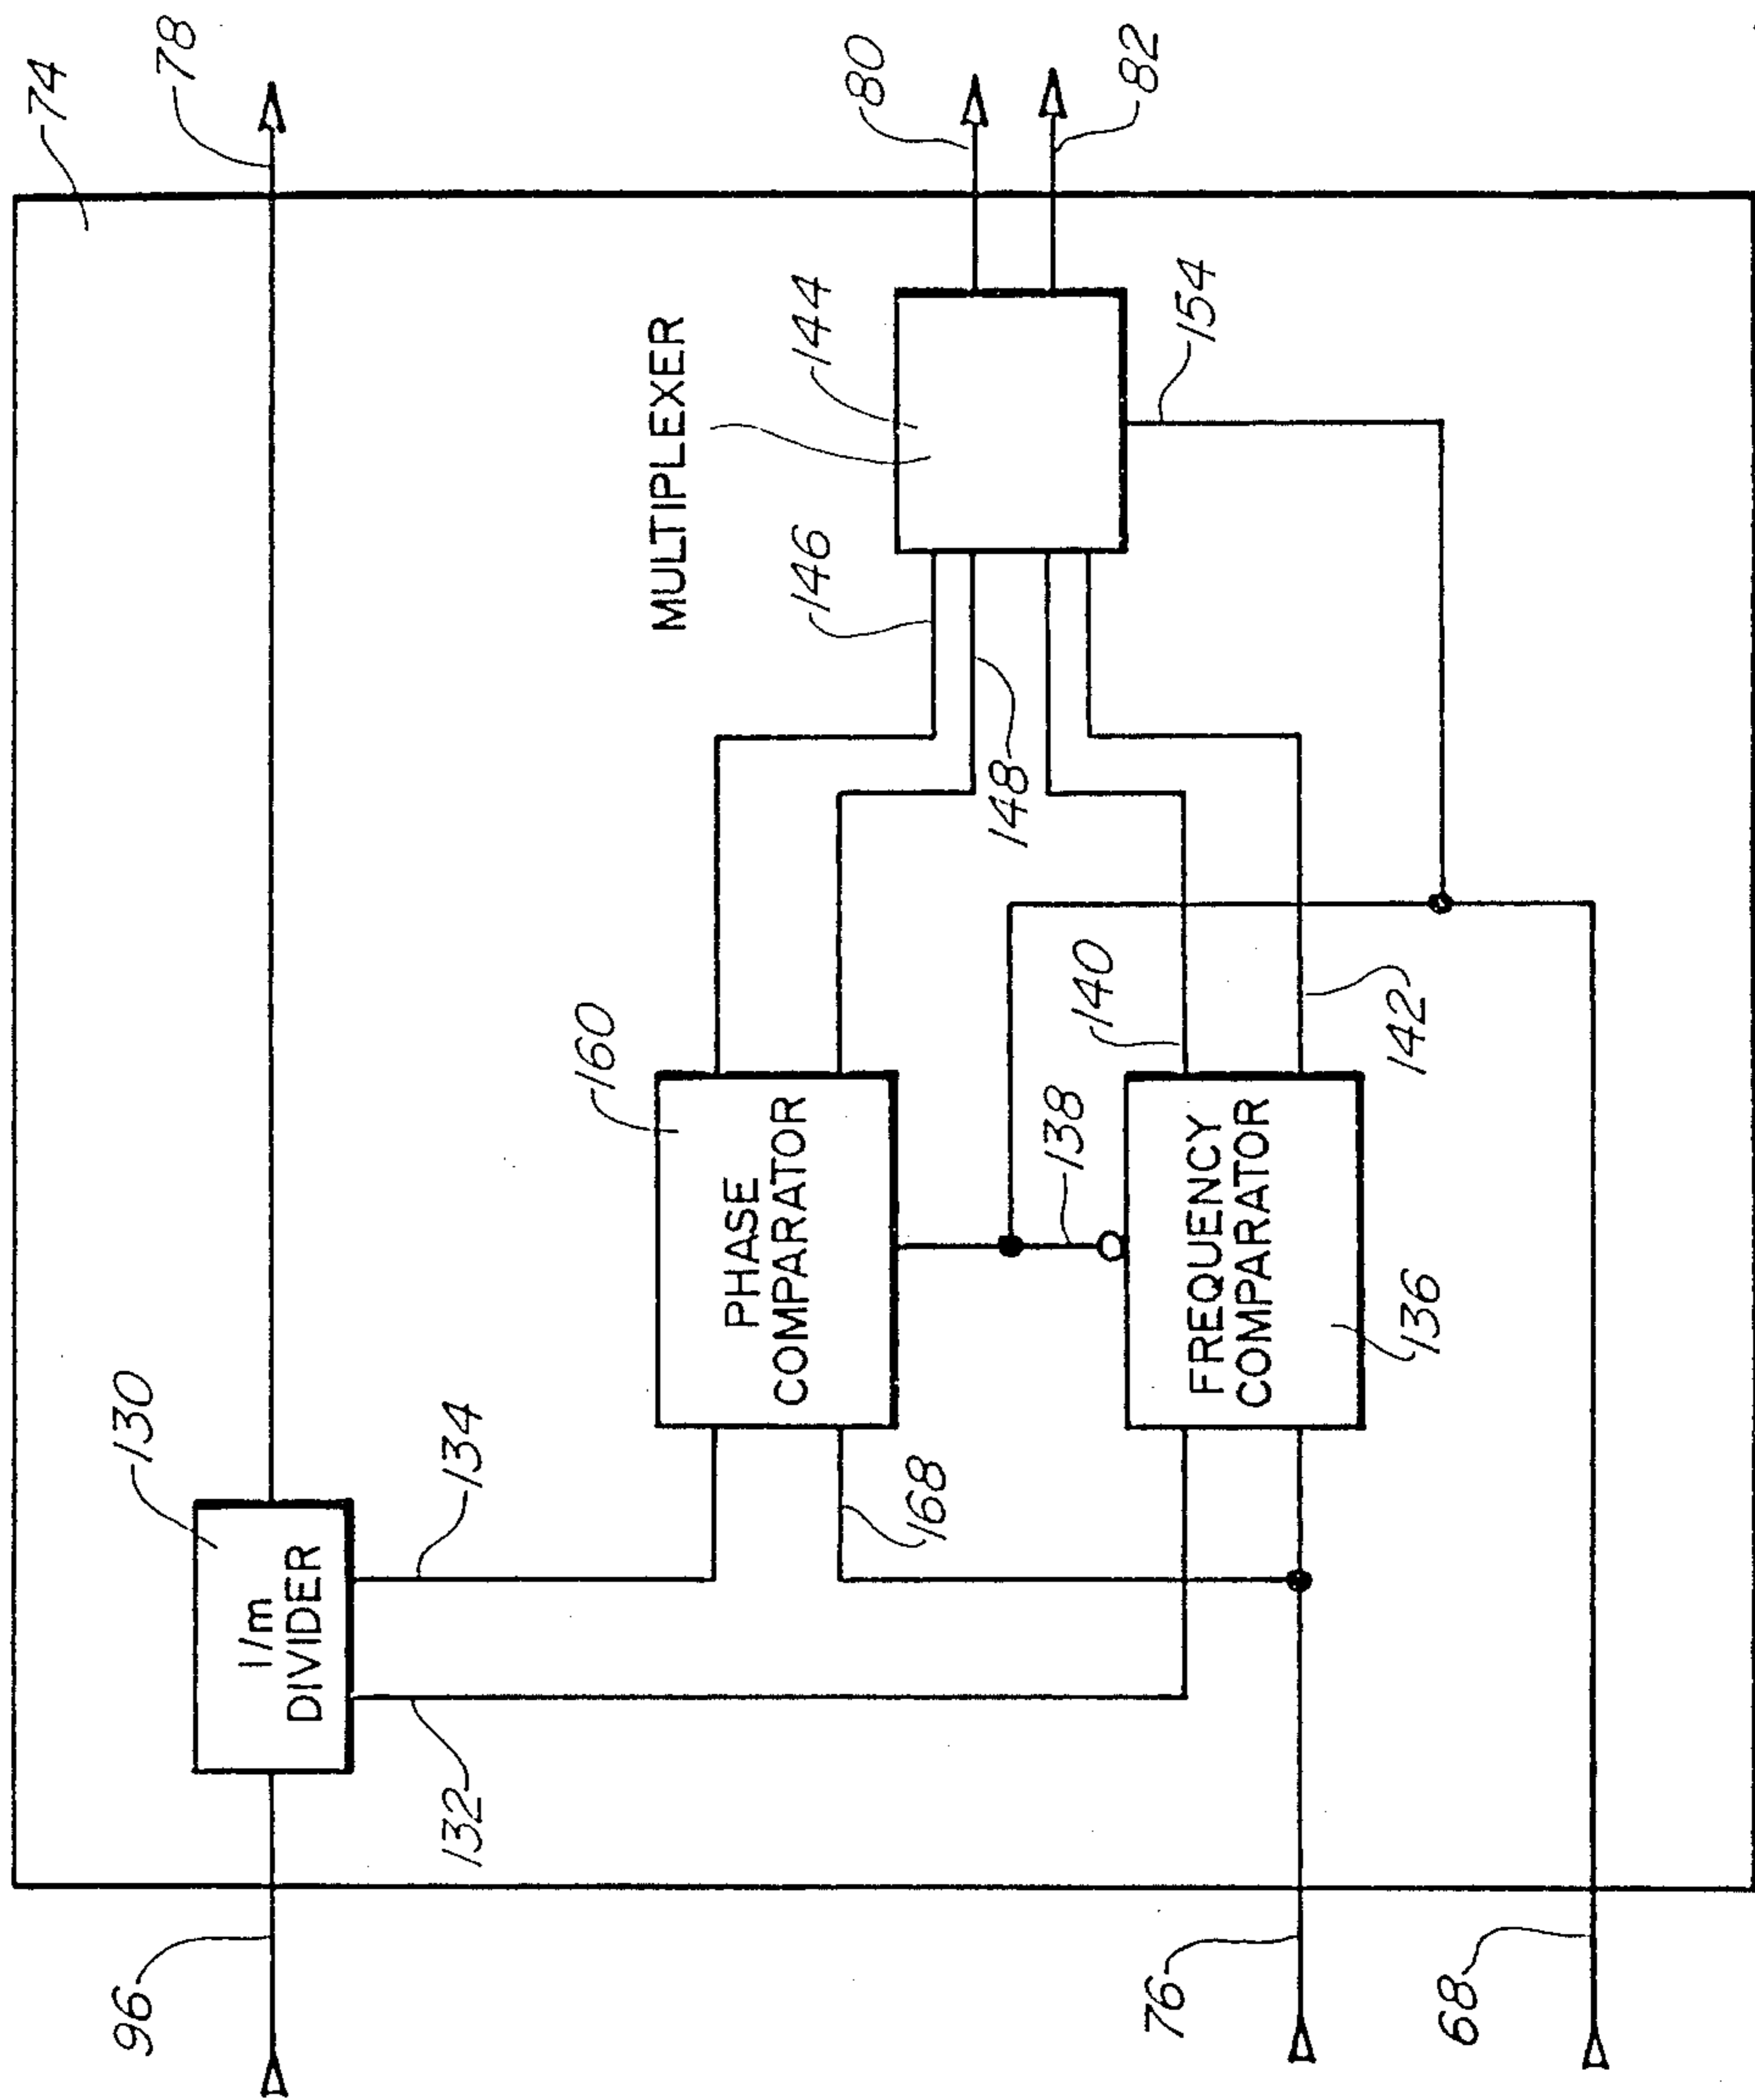 74
78
96
130
1/m
DIVIDER
132
134
160
PHASE
COMPARATOR
168
138
FREQUENCY
COMPARATOR
136
140
142
146
148
MULTIPLEXER
144
154
80
82
76
68